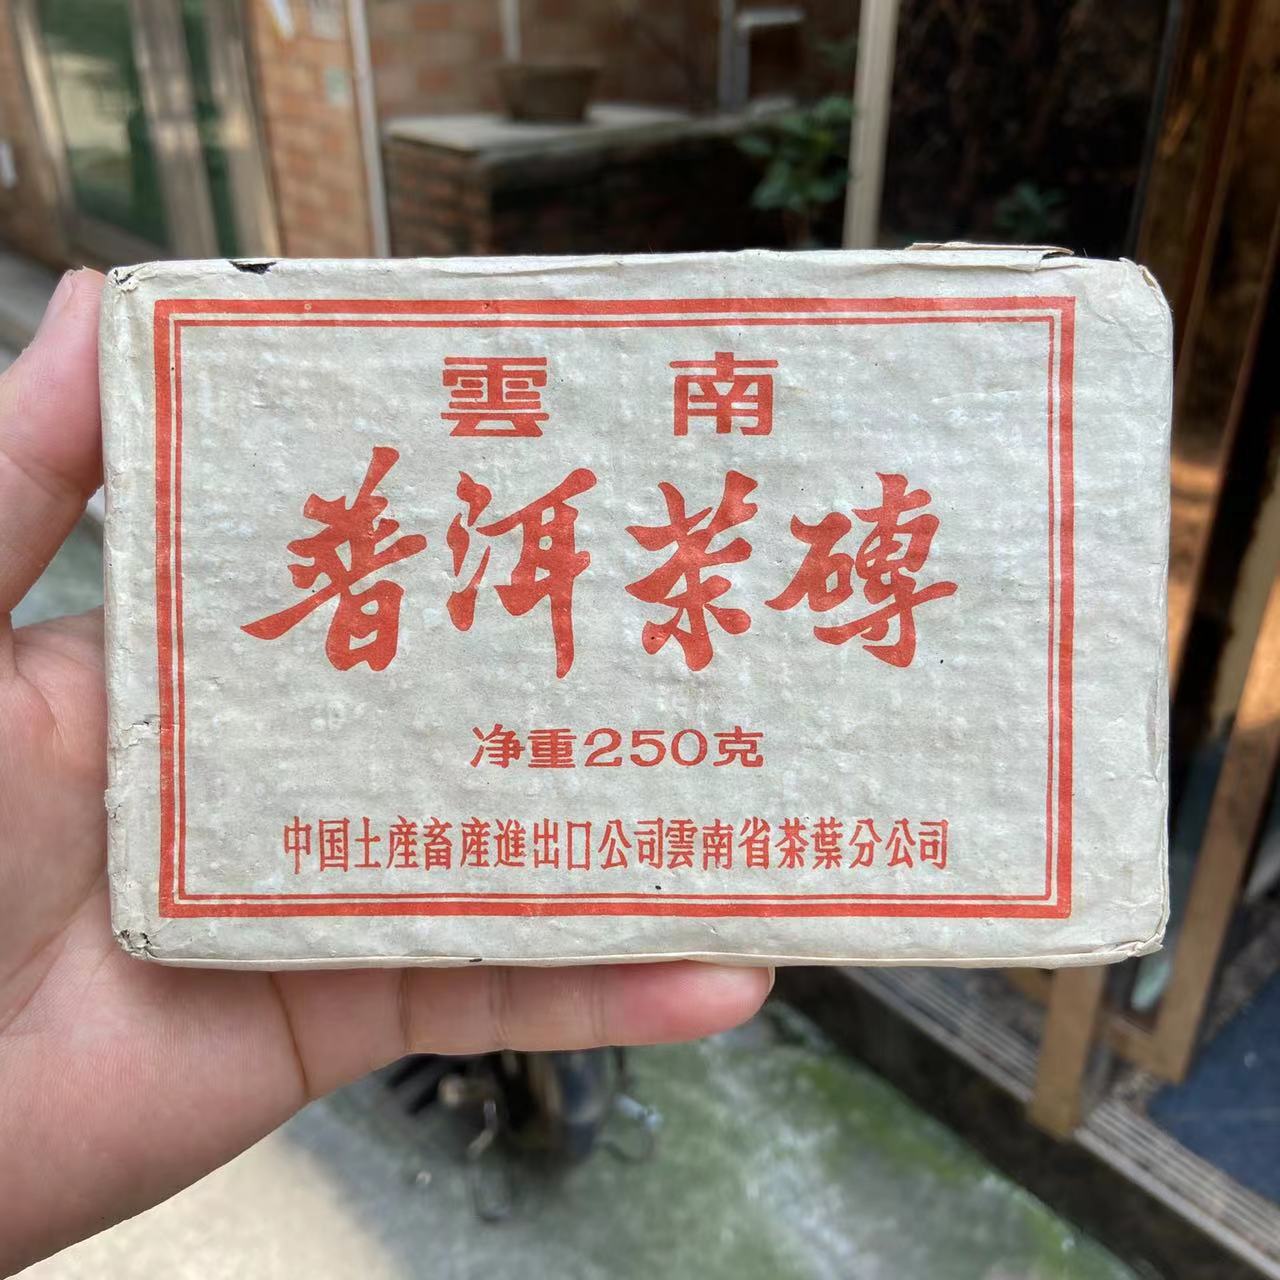 雲南
普洱茶磚
净重250克
中国土産畜産進出口公司雲南省茶葉分公司